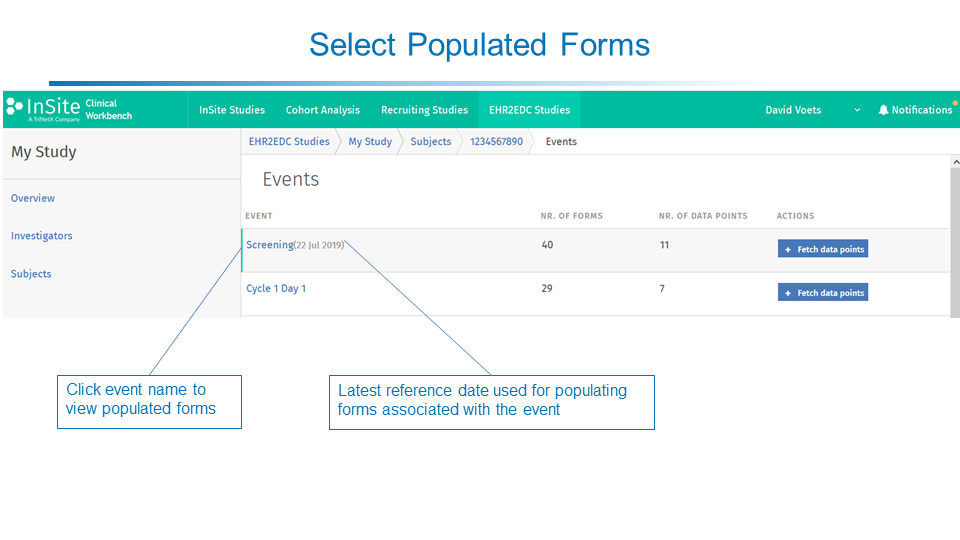 Select Populated Forms
InSite Clinical Workbench
A TriNetX Company
InSite Studies Cohort Analysis Recruiting Studies EHR2EDC Studies David Voets Notifications
My Study
EHR2EDC Studies My Study Subjects 1234567890 Events
Overview
Investigators
Subjects
Events
EVENT NR. OF FORMS NR. OF DATA POINTS ACTIONS
Screening(22 Jul 2019) 40 11 + Fetch data points
Cycle 1 Day 1 29 7 + Fetch data points
Click event name to
view populated forms
Latest reference date used for populating
forms associated with the event